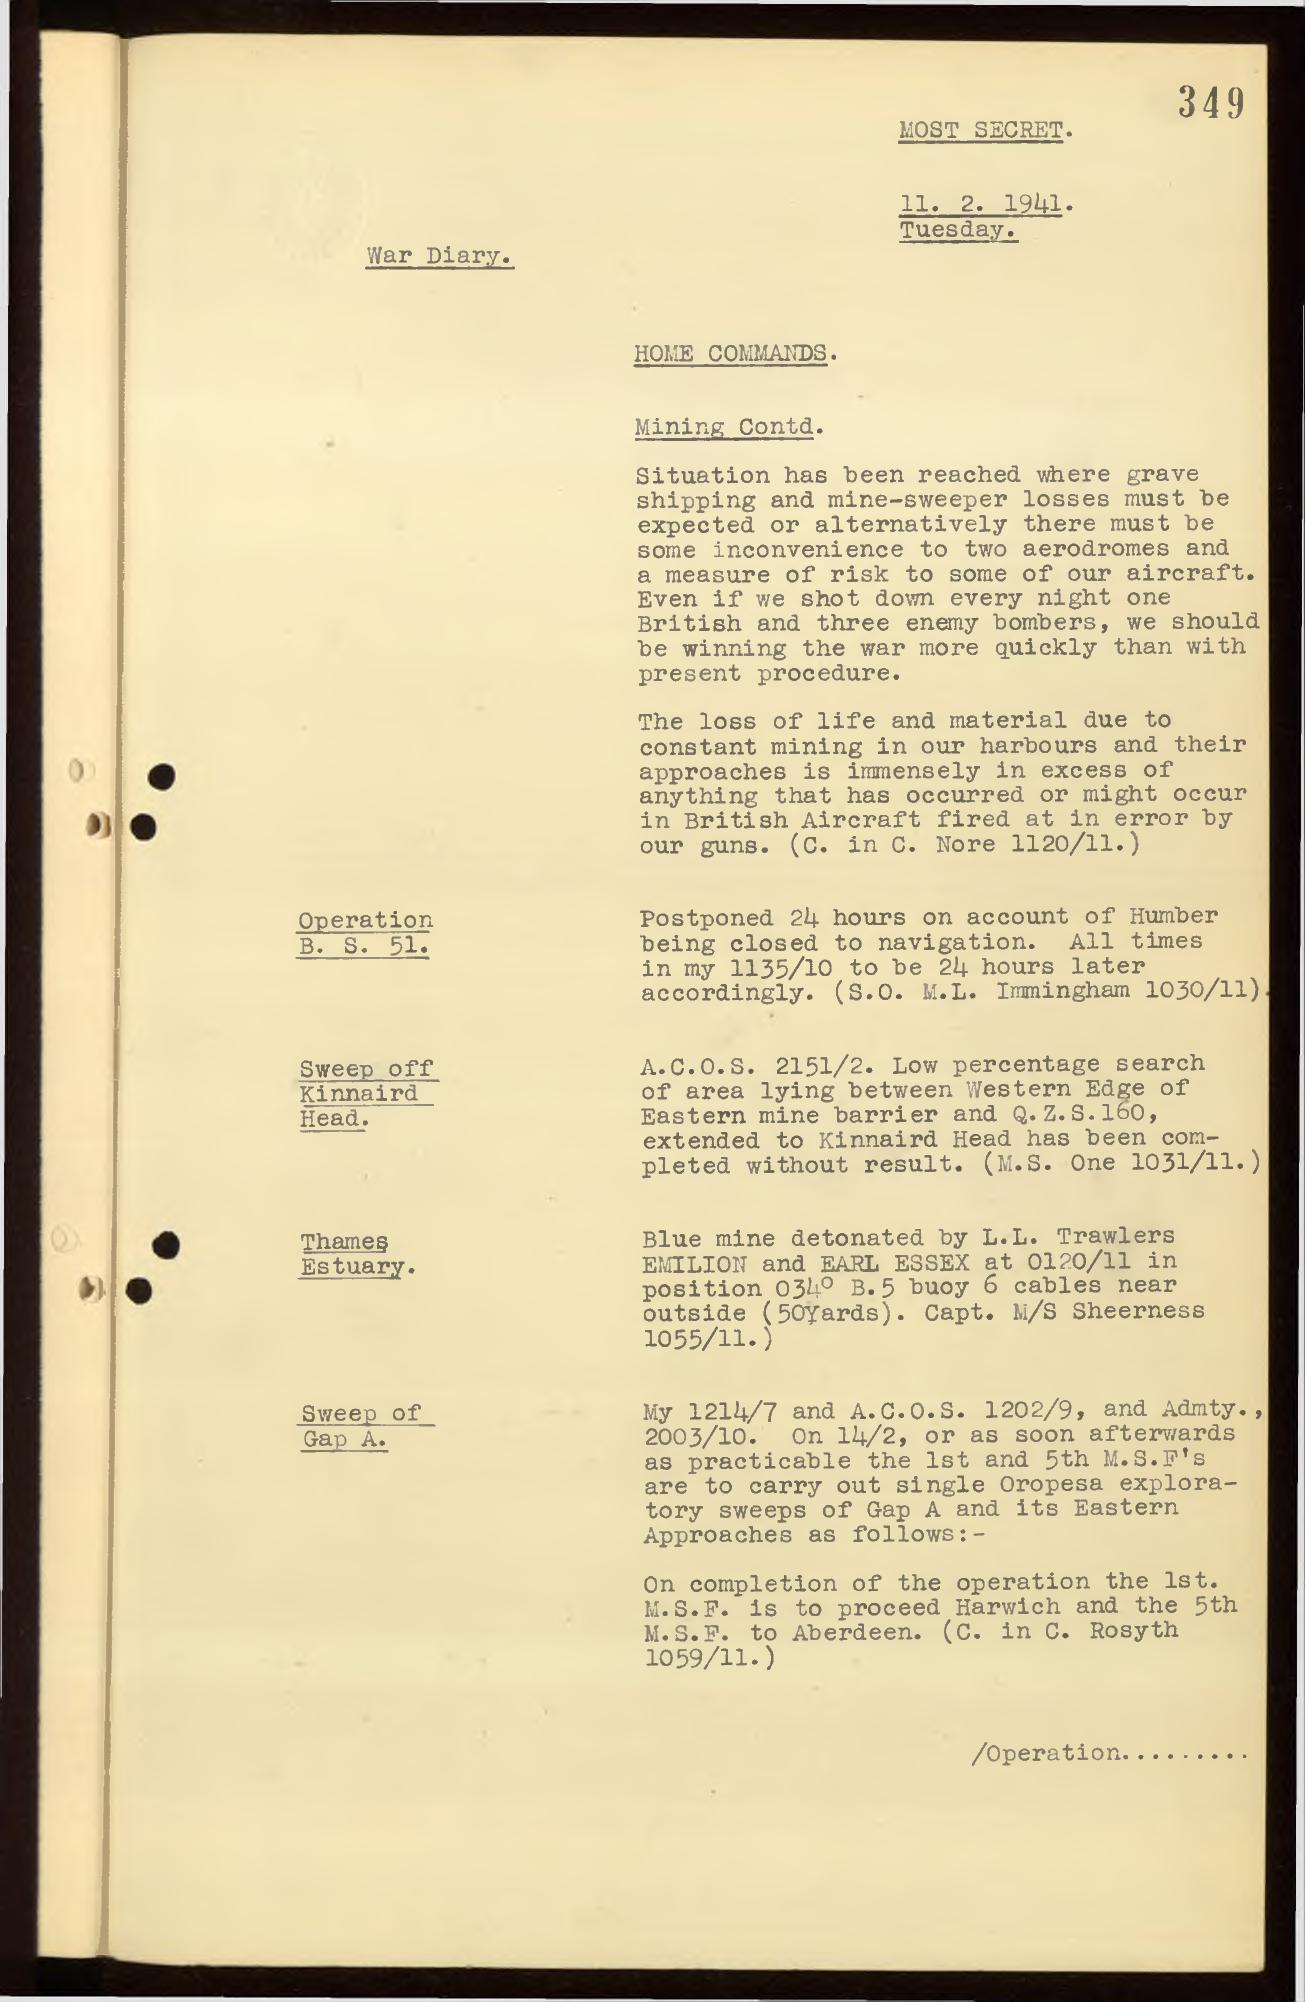 349
MOST SECRET.
11. 2. 1941.
Tuesday.
War Diary.
HOME COMMANDS.
Mining Contd.
Situation has been reached where grave
shipping and mine-sweeper losses must be
expected or alternatively there must be
some inconvenience to two aerodromes and
a measure of risk to some of our aircraft.
Even if we shot down every night one
British and three enemy bombers, we should
be winning the war more quickly than with
present procedure.
The loss of life and material due to
constant mining in our harbours and their
approaches is immensely in excess of
anything that has occurred or might occur
in British Aircraft fired at in error by
our guns. (C. in C. Nore 1120/11.)
Operation
B. S. 51.
Postponed 24 hours on account of Humber
being closed to navigation. All times
in my 1135/10 to be 24 hours later
accordingly. (S.O. M.L. Immingham 1030/11).
Sweep off
Kinnaird
Head.
A.C.O.S. 2151/2. Low percentage search
of area lying between Western Edge of
Eastern mine barrier and Q.Z.S.160,
extended to Kinnaird Head has been com-
pleted without result. (M.S. One 1031/11.)
Thames
Estuary.
Blue mine detonated by L.L. Trawlers
EMILION and EARL ESSEX at 0120/11 in
position 034° B.5 buoy 6 cables near
outside (50Yards). Capt. M/S Sheerness
1055/11.)
Sweep of
Gap A.
My 1214/7 and A.C.O.S. 1202/9, and Admty.,
2003/10. On 14/2, or as soon afterwards
as practicable the 1st and 5th M.S.F's
are to carry out single Oropesa explora-
tory sweeps of Gap A and its Eastern
Approaches as follows:-
On completion of the operation the 1st.
M.S.F. is to proceed Harwich and the 5th
M.S.F. to Aberdeen. (C. in C. Rosyth
1059/11.)
/Operation.........